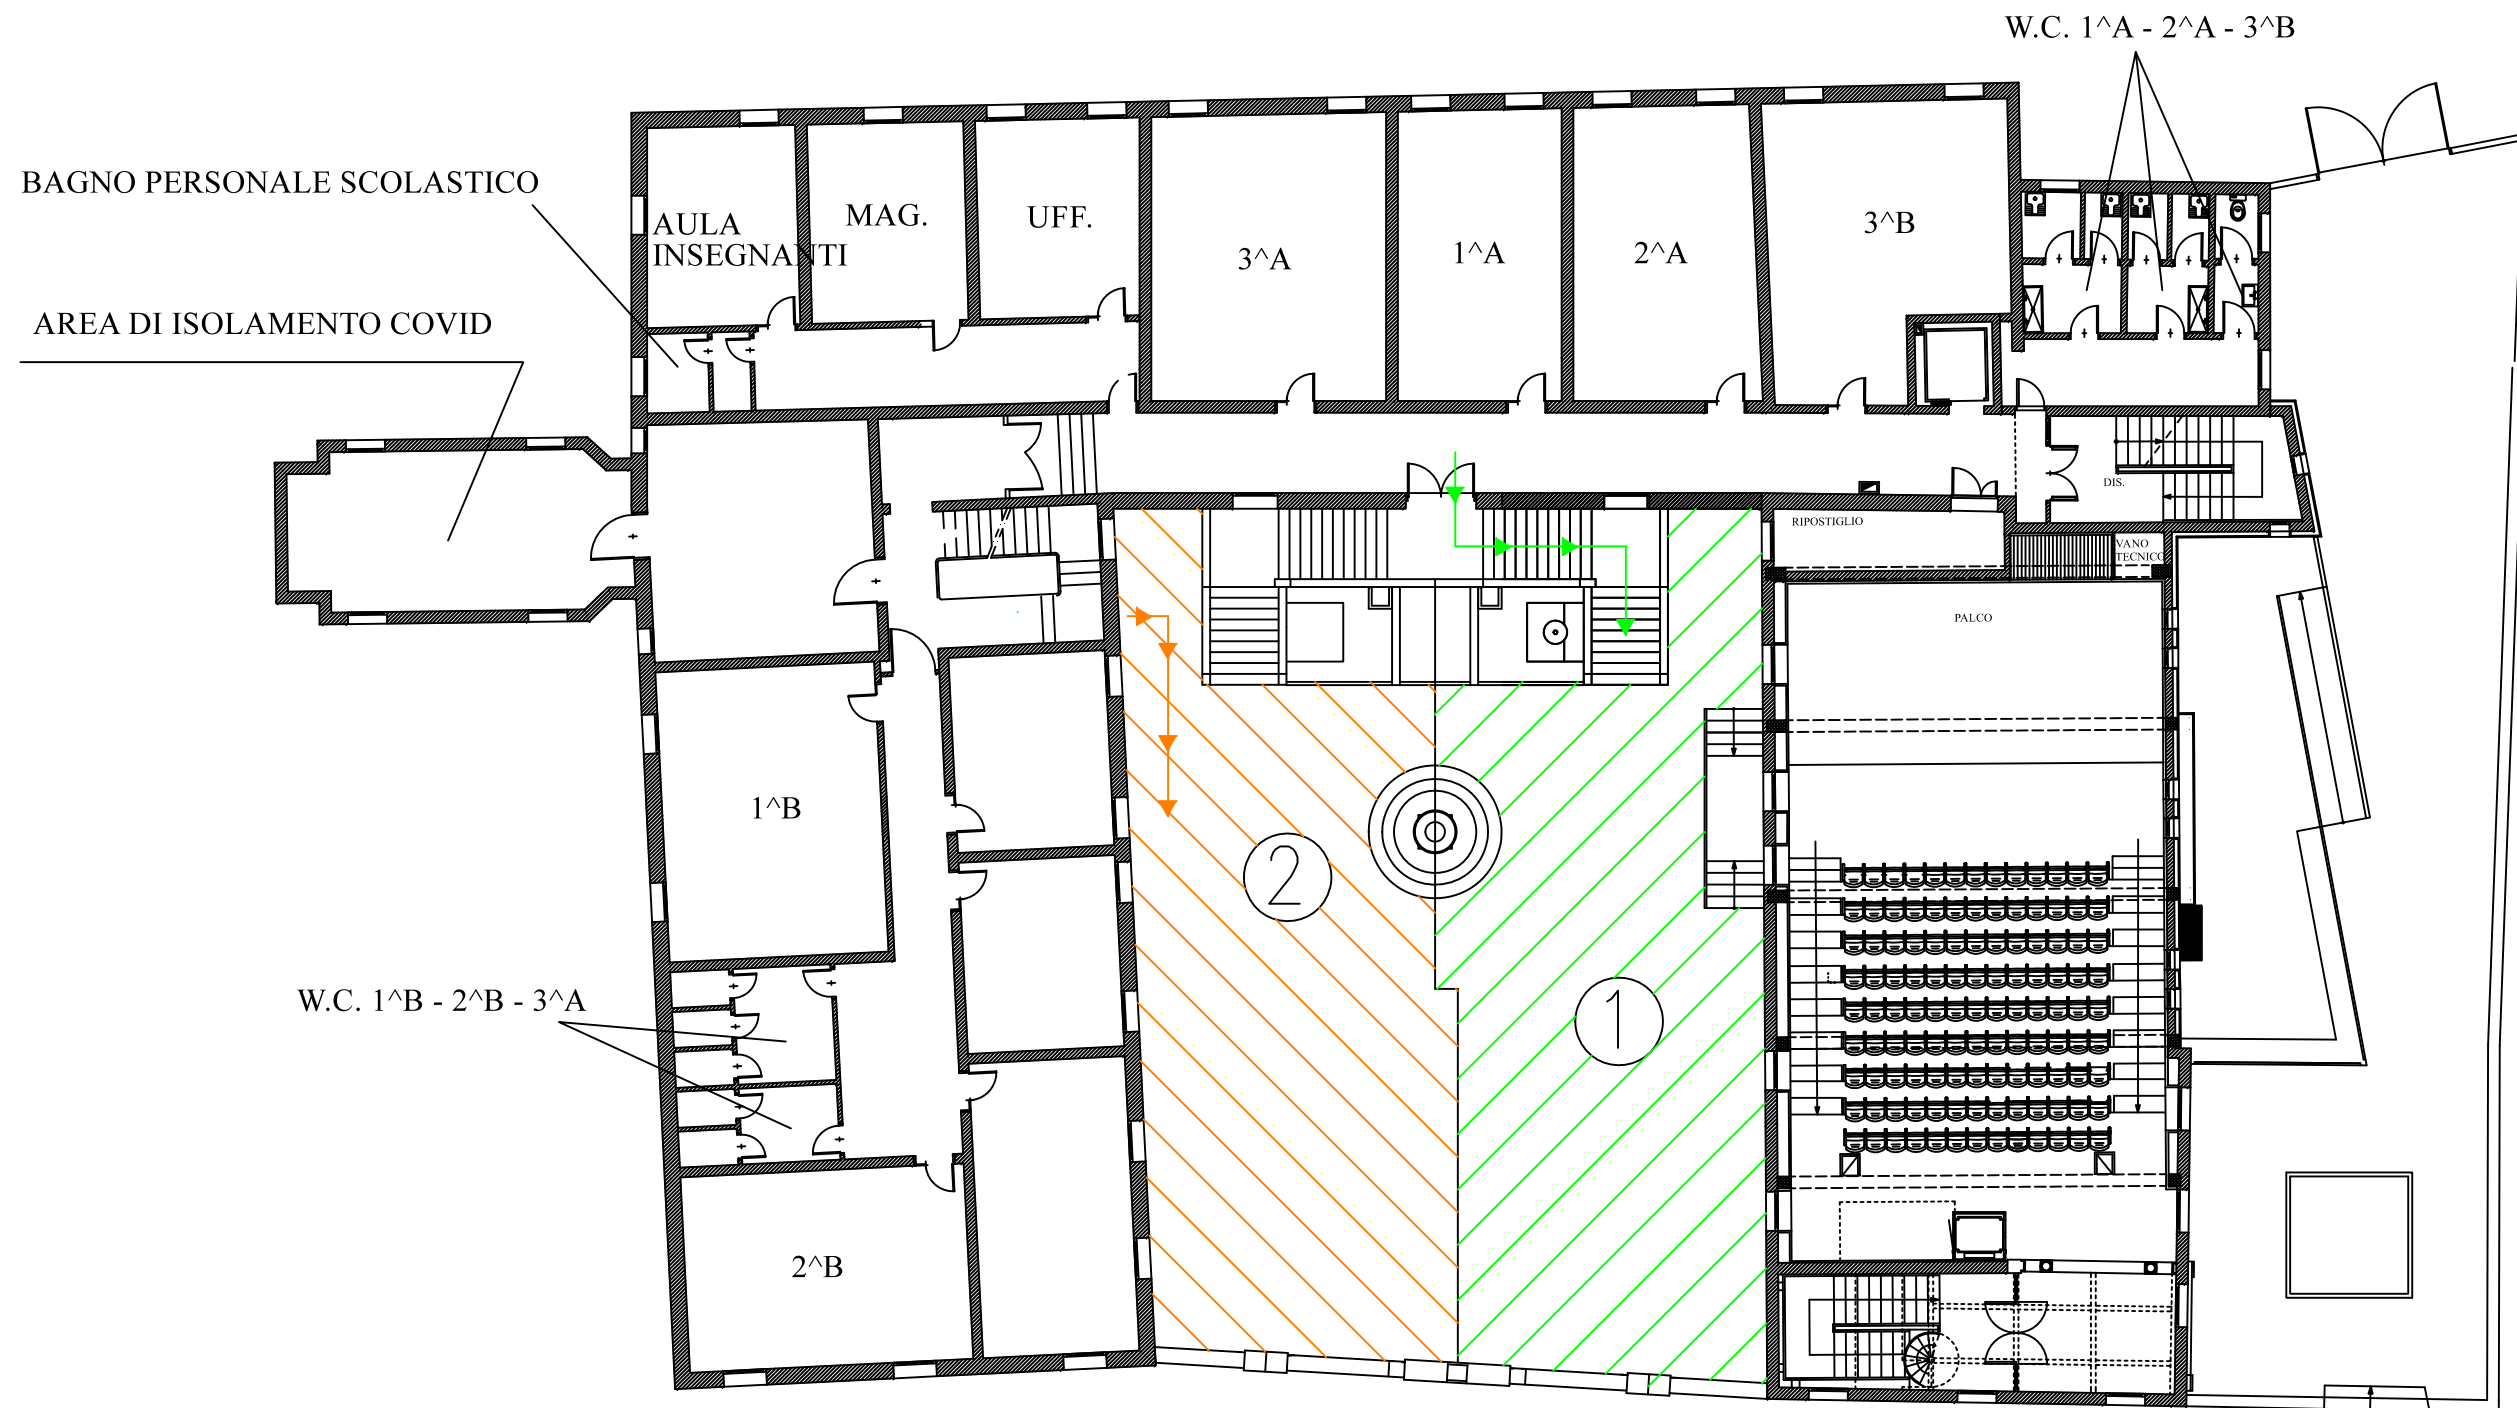 W.C. 1^A - 2^A - 3^B
BAGNO PERSONALE SCOLASTICO
AULA
INSEGNANTI
MAG.
UFF.
3^A
1^A
2^A
3^B
AREA DI ISOLAMENTO COVID
DIS.
RIPOSTIGLIO
VANO
TECNICO
PALCO
1^B
2
1
W.C. 1^B - 2^B - 3^A
2^B